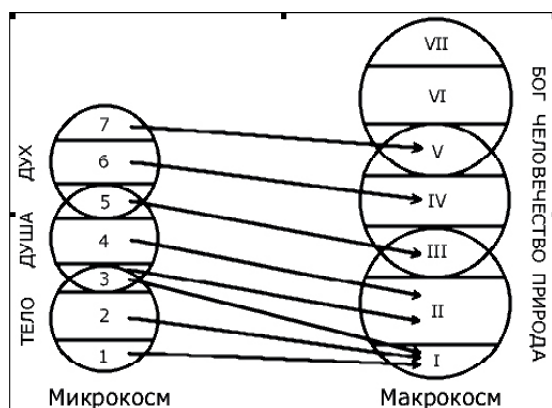 7
6
5
4
3
2
1
ДУХ
ДУША
ТЕЛО
Микрокосм
VII
VI
V
IV
III
II
I
БОГ
ЧЕЛОВЕЧЕСТВО
ПРИРОДА
Макрокосм